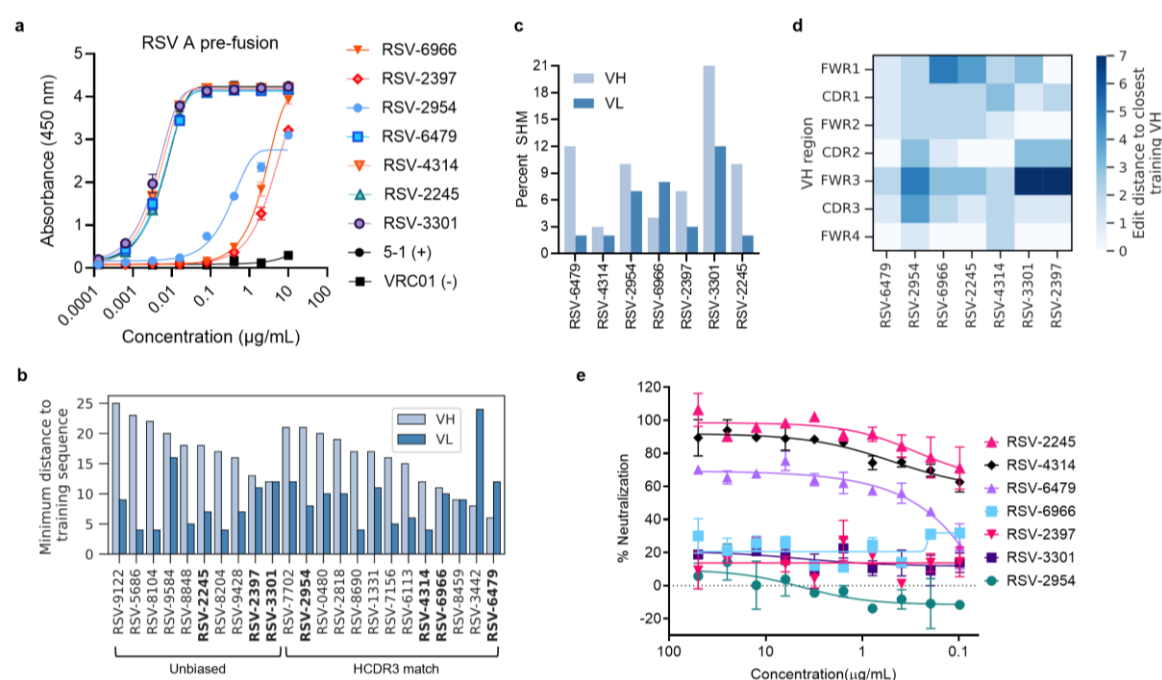 a
RSV A pre-fusion
Absorbance (450 nm)
5
4
3
2
1
0
0.0001
0.001
0.01
0.1
1
10
100
Concentration (µg/mL)
RSV-6966
RSV-2397
RSV-2954
RSV-6479
RSV-4314
RSV-2245
RSV-3301
5-1 (+)
VRC01 (-)
c
Percent SHM
21
18
15
12
9
6
3
0
VH
VL
RSV-6479
RSV-4314
RSV-2954
RSV-6966
RSV-2397
RSV-3301
RSV-2245
d
VH region
FWR1
CDR1
FWR2
CDR2
FWR3
CDR3
FWR4
RSV-6479
RSV-2954
RSV-6966
RSV-2245
RSV-4314
RSV-3301
RSV-2397
7
6
5
4
3
2
1
0
Edit distance to closest
training VH
b
Minimum distance to
training sequence
25
20
15
10
5
0
VH
VL
RSV-9122
RSV-5686
RSV-8104
RSV-9584
RSV-8848
RSV-2245
RSV-8204
RSV-9428
RSV-2397
RSV-3301
RSV-7702
RSV-2954
RSV-0480
RSV-2818
RSV-8690
RSV-1331
RSV-7156
RSV-6113
RSV-4314
RSV-6966
RSV-8459
RSV-3442
RSV-6479
Unbiased
HCDR3 match
e
% Neutralization
120
100
80
60
40
20
0
-20
100
10
1
0.1
Concentration(µg/mL)
RSV-2245
RSV-4314
RSV-6479
RSV-6966
RSV-2397
RSV-3301
RSV-2954